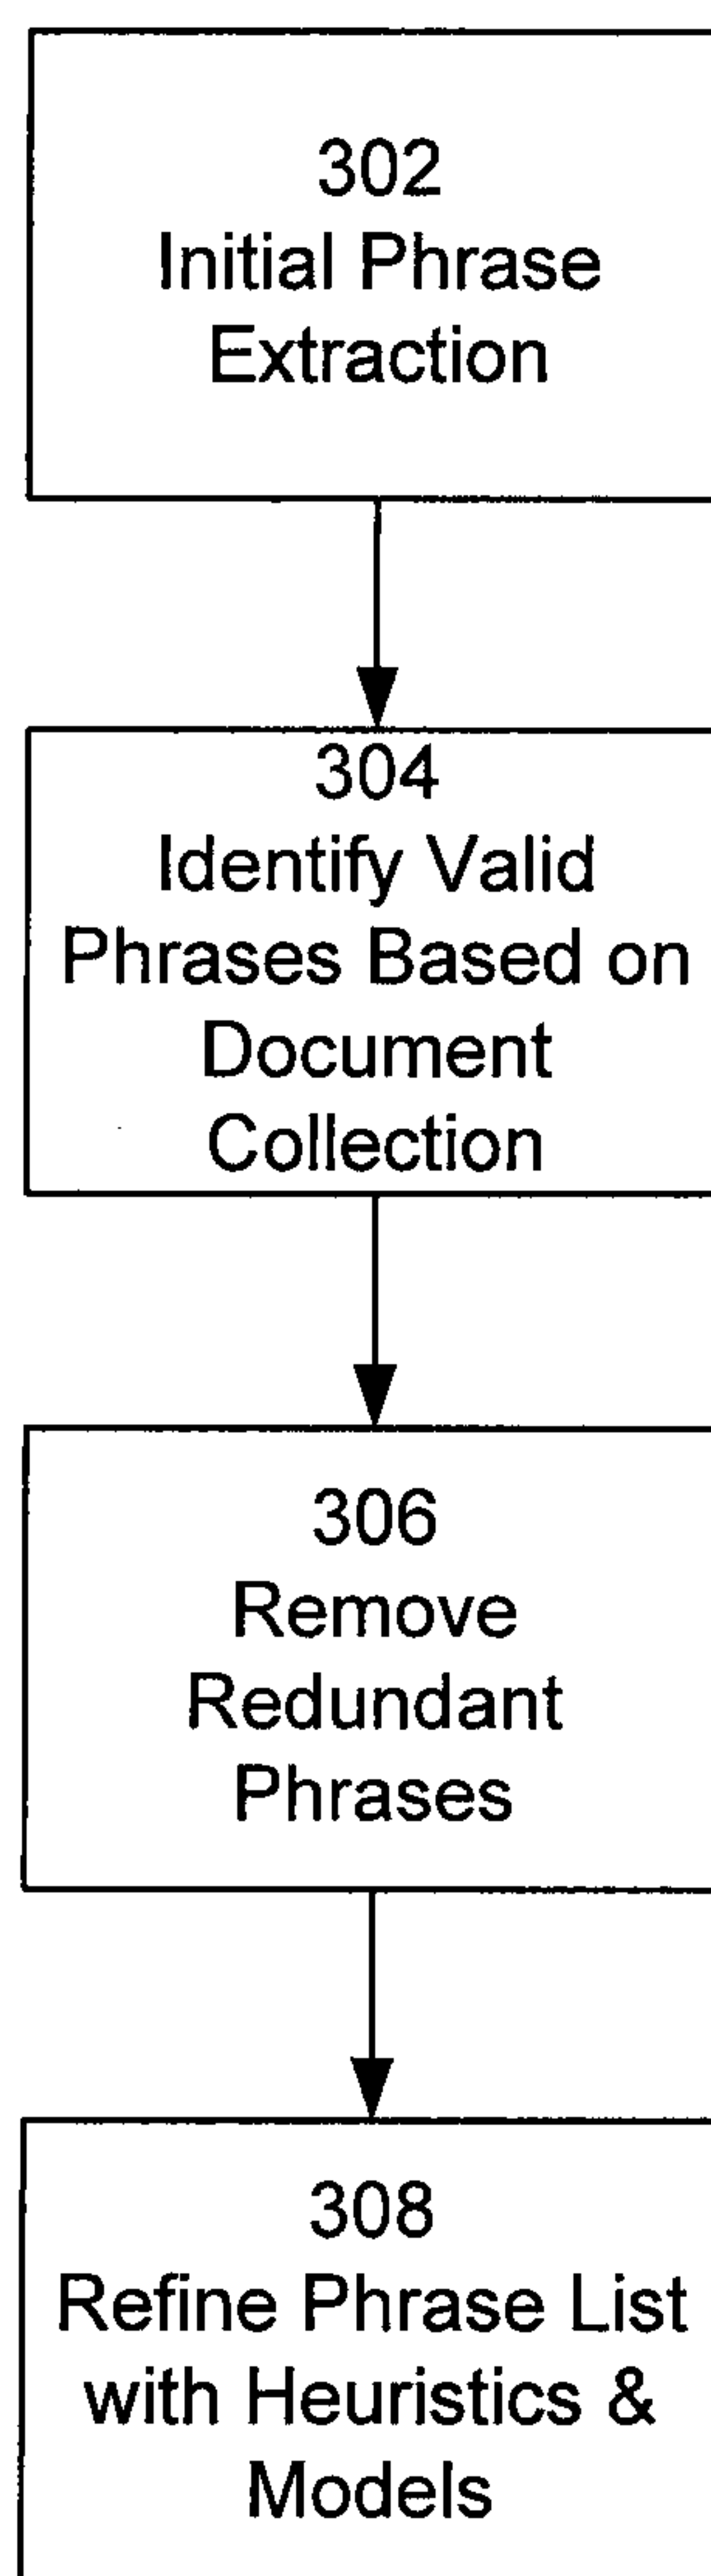 302
Initial Phrase
Extraction
304
Identify Valid
Phrases Based on
Document
Collection
306
Remove
Redundant
Phrases
308
Refine Phrase List
with Heuristics &
Models